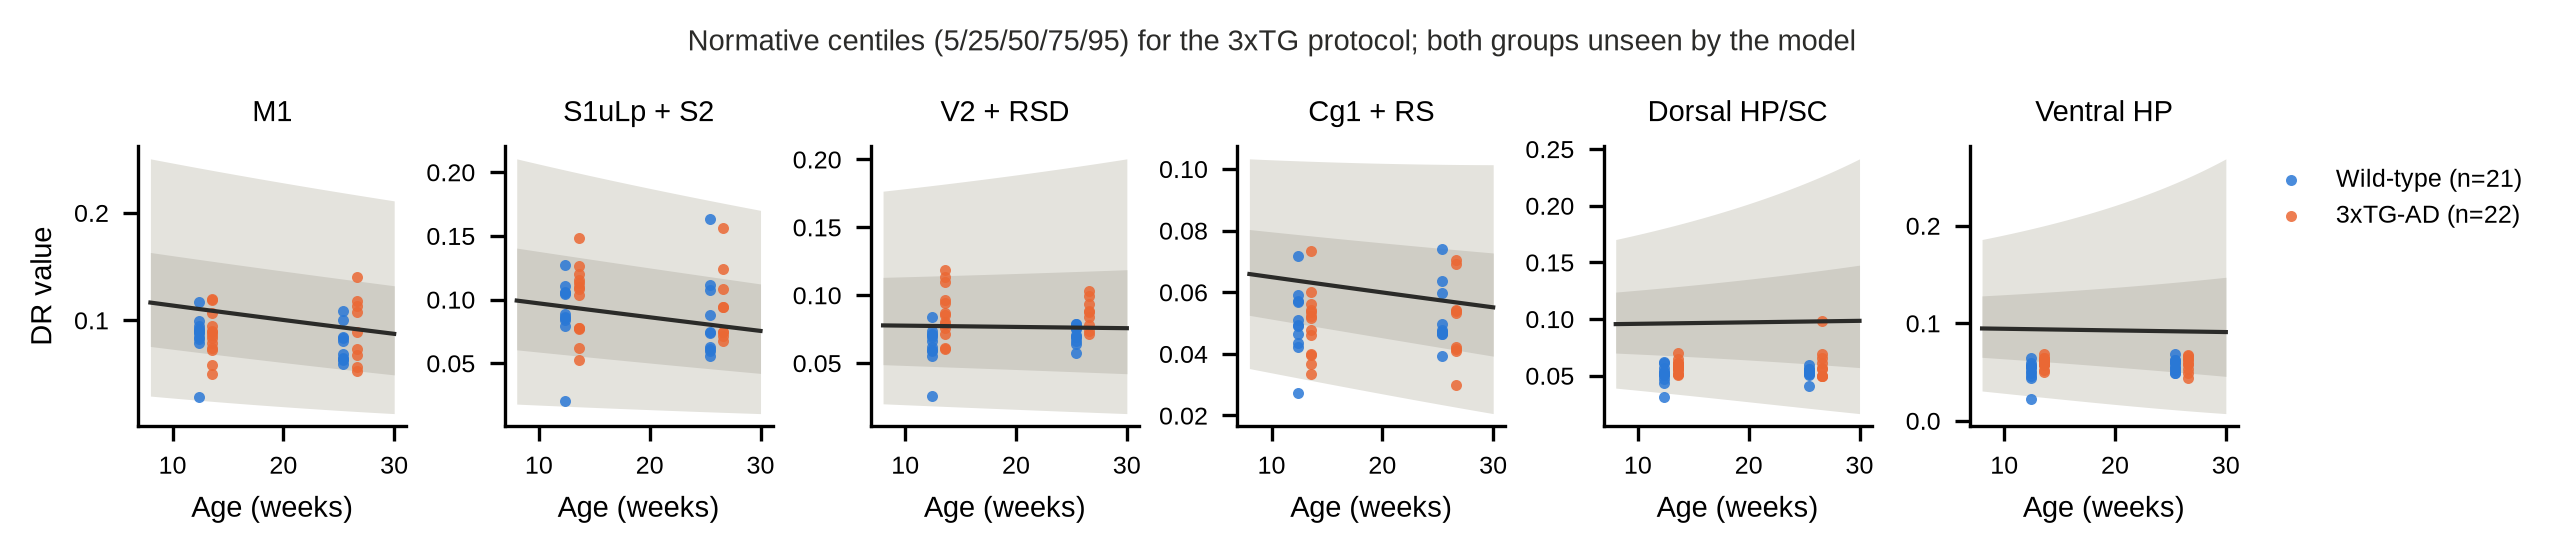 Normative centiles (5/25/50/75/95) for the 3xTG protocol; both groups unseen by the model
M1
S1uLp + S2
V2 + RSD
Cg1 + RS
Dorsal HP/SC
Ventral HP
DR value
0.2
0.1
10
20
30
Age (weeks)
0.20
0.15
0.10
0.05
10
20
30
Age (weeks)
0.20
0.15
0.10
0.05
10
20
30
Age (weeks)
0.10
0.08
0.06
0.04
0.02
10
20
30
Age (weeks)
0.25
0.20
0.15
0.10
0.05
10
20
30
Age (weeks)
0.2
0.1
0.0
10
20
30
Age (weeks)
Wild-type (n=21)
3xTG-AD (n=22)